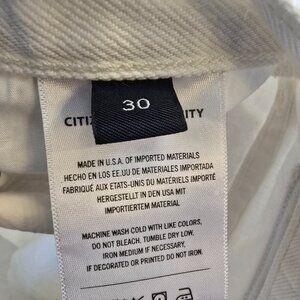 30
CITI ITY
MADE IN U.S.A. OF IMPORTED MATERIALS
HECHO EN LOS EE.UU DE MATERIALES IMPORTADA
FABRIQUÉ AUX ETATS-UNIS DU MATÉRIELS IMPORTÉ
HERGESTELLT IN DEN USA MIT
IMPORTIERTEM MATERIAL
MACHINE WASH COLD WITH LIKE COLORS,
DO NOT BLEACH, TUMBLE DRY LOW,
IRON MEDIUM IF NECESSARY,
IF DECORATED OR PRINTED DO NOT IRON.